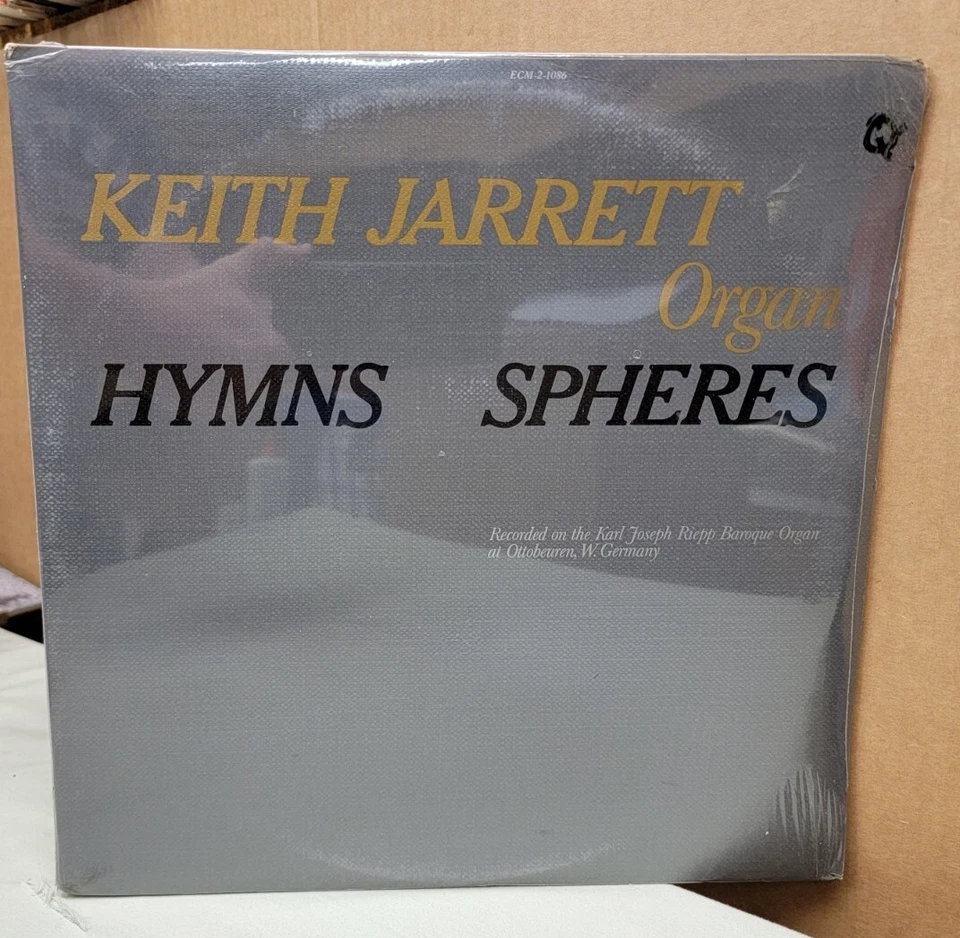 ECM-2-1086
KEITH JARRETT
Organ
HYMNS SPHERES
Recorded on the Karl Joseph Riepp Baroque Organ
at Ottobeuren, W. Germany